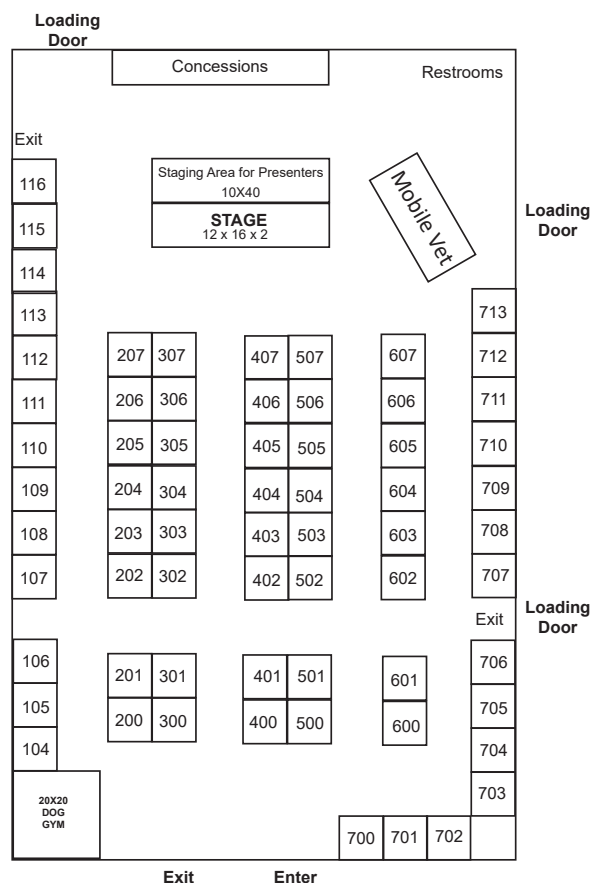 Loading
Door
Concessions
Restrooms
Exit
Staging Area for Presenters
10X40
STAGE
12 x 16 x 2
Mobile Vet
Loading
Door
116
115
114
113
713
112
207 307
407 507
607
712
111
206 306
406 506
606
711
110
205 305
405 505
605
710
109
204 304
404 504
604
709
108
203 303
403 503
603
708
107
202 302
402 502
602
707
Loading
Door
Exit
106
201 301
401 501
601
706
105
200 300
400 500
600
705
104
704
20X20
DOG
GYM
703
700 701 702
Exit
Enter